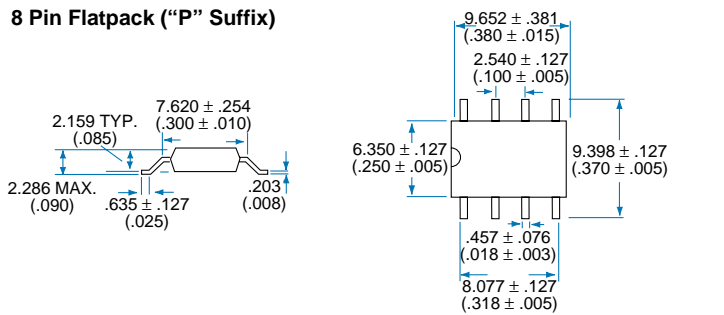 8 Pin Flatpack (“P” Suffix)
9.652 ± .381
(.380 ± .015)
2.540 ± .127
(.100 ± .005)
7.620 ± .254
(.300 ± .010)
2.159 TYP.
(.085)
2.286 MAX.
(.090)
.635 ± .127
(.025)
.203
(.008)
6.350 ± .127
(.250 ± .005)
9.398 ± .127
(.370 ± .005)
.457 ± .076
(.018 ± .003)
8.077 ± .127
(.318 ± .005)